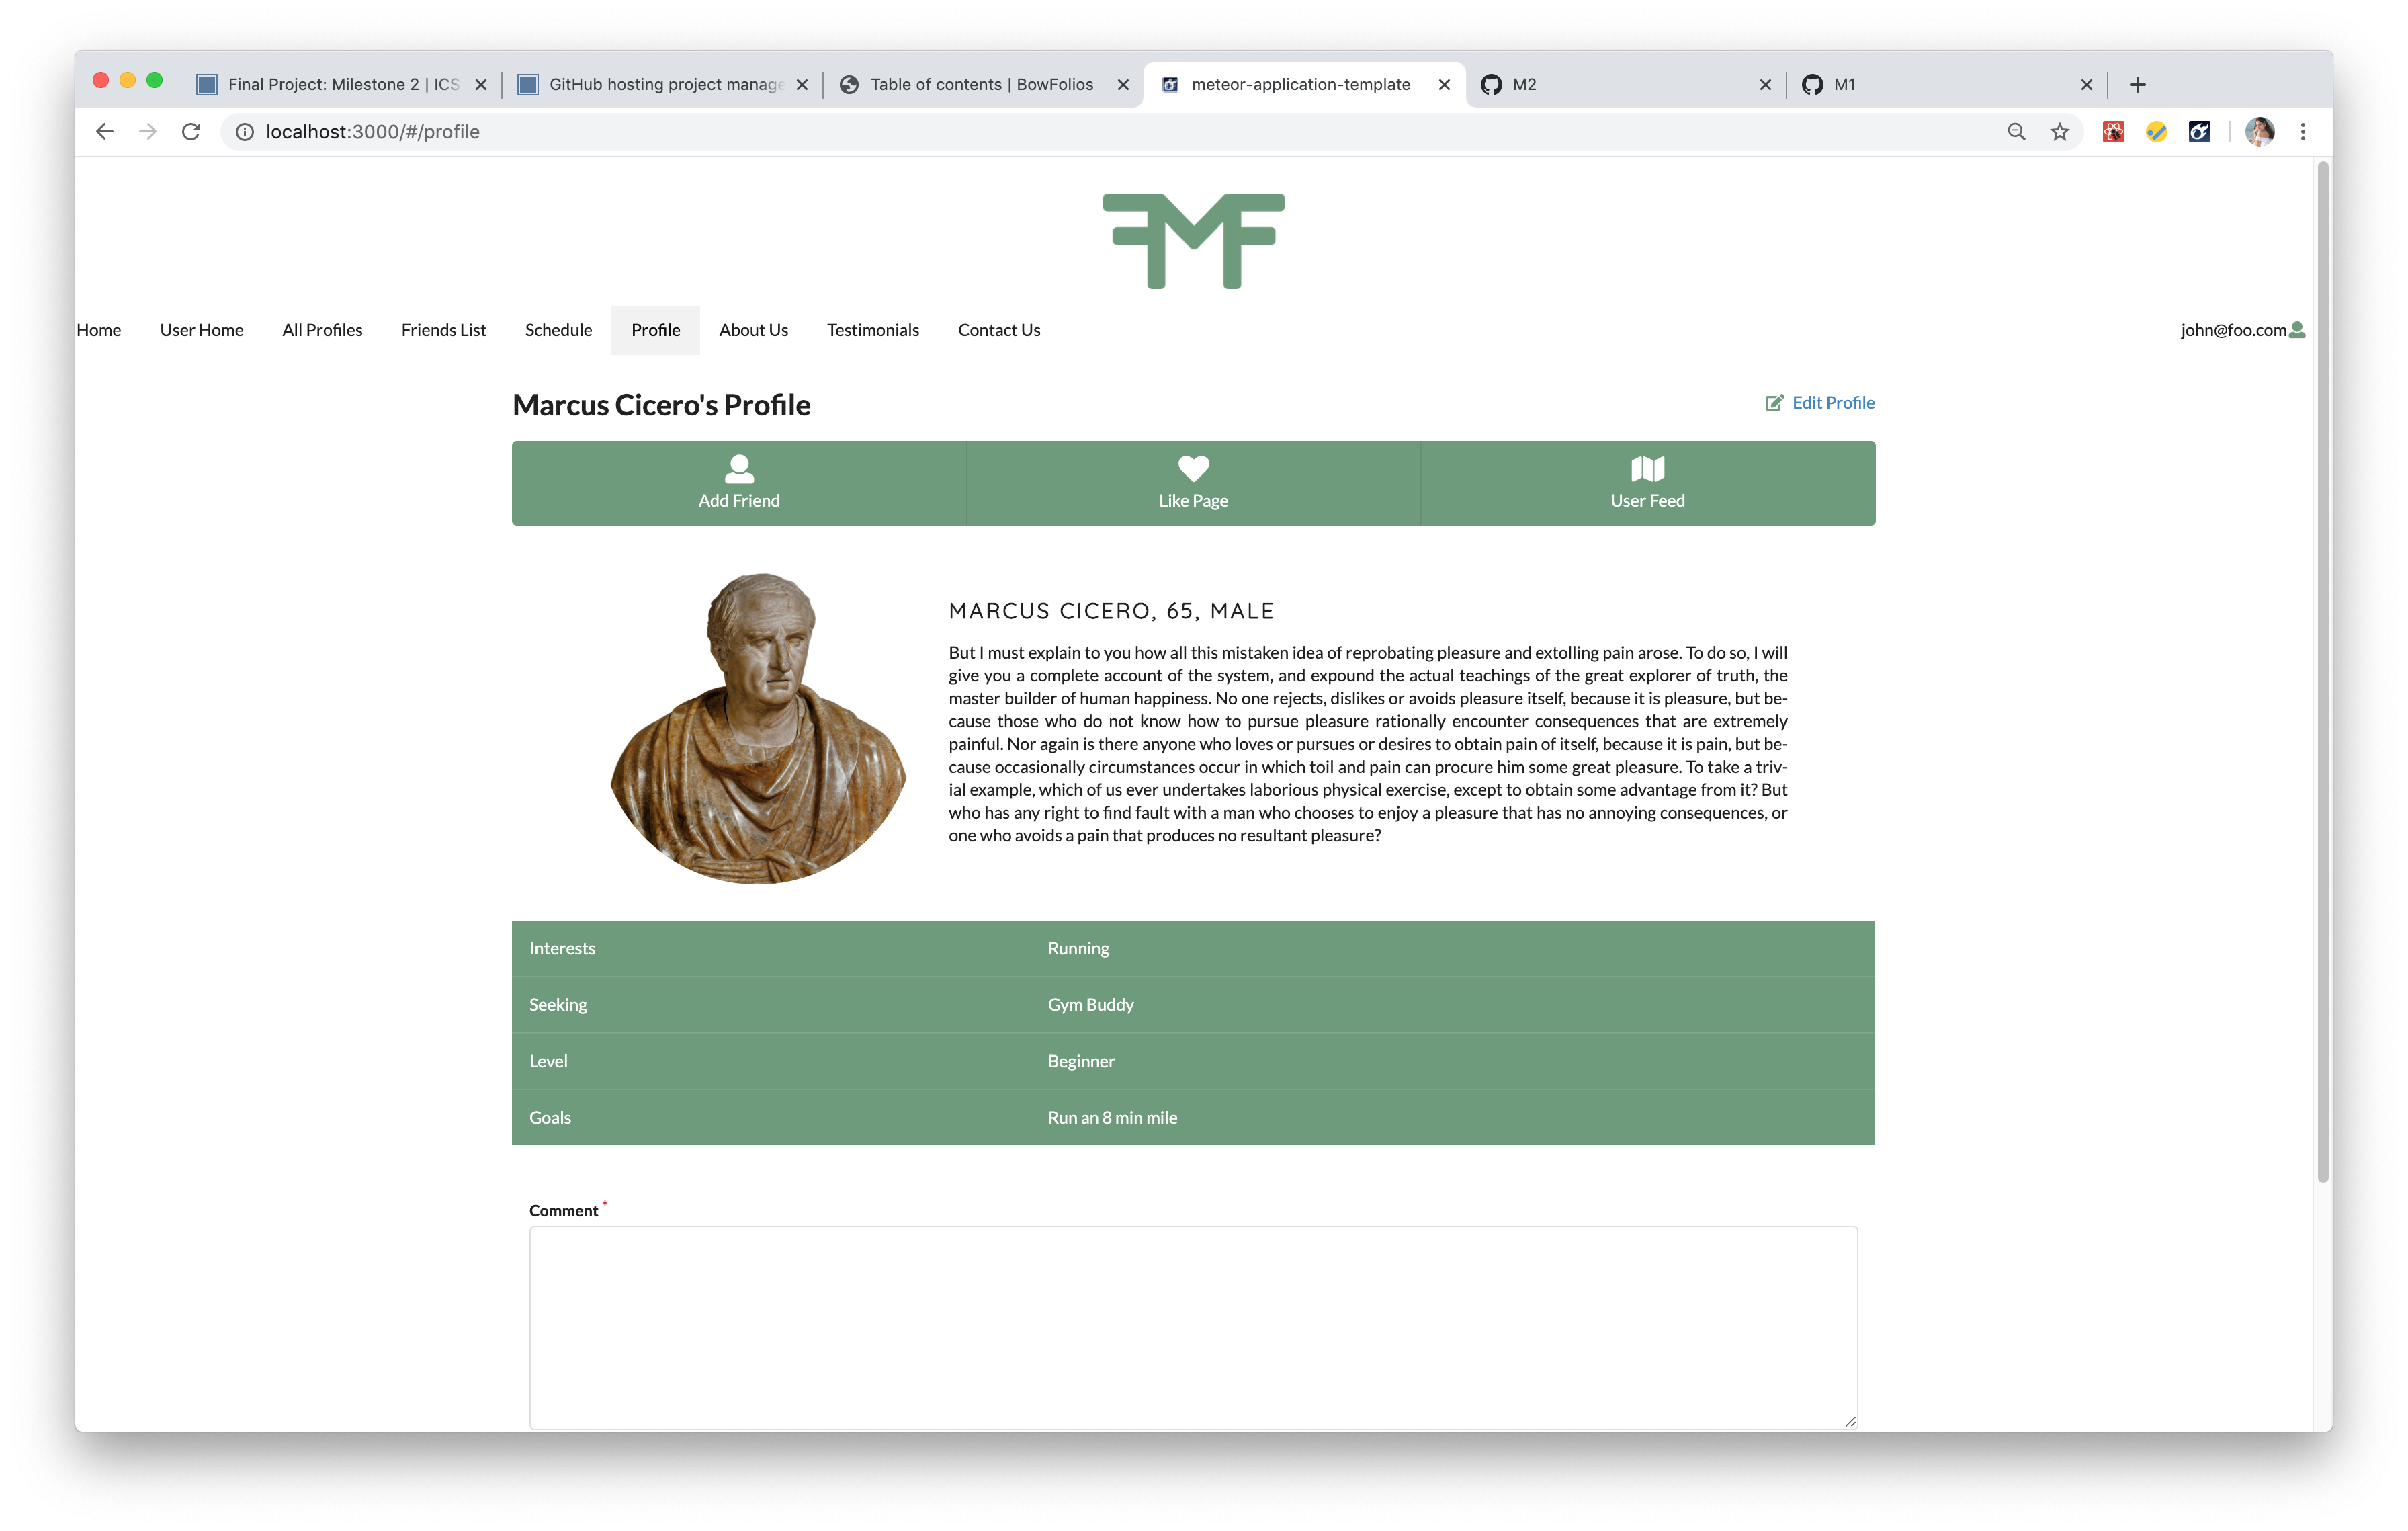 Final Project: Milestone 2 | ICS
GitHub hosting project manage
Table of contents | BowFolios
meteor-application-template
M2
M1
localhost:3000/#/profile
FMF
Home
User Home
All Profiles
Friends List
Schedule
Profile
About Us
Testimonials
Contact Us
john@foo.com
Marcus Cicero's Profile
Edit Profile
Add Friend
Like Page
User Feed
MARCUS CICERO, 65, MALE
But I must explain to you how all this mistaken idea of reprobating pleasure and extolling pain arose. To do so, I will
give you a complete account of the system, and expound the actual teachings of the great explorer of truth, the
master builder of human happiness. No one rejects, dislikes or avoids pleasure itself, because it is pleasure, but be-
cause those who do not know how to pursue pleasure rationally encounter consequences that are extremely
painful. Nor again is there anyone who loves or pursues or desires to obtain pain of itself, because it is pain, but be-
cause occasionally circumstances occur in which toil and pain can procure him some great pleasure. To take a triv-
ial example, which of us ever undertakes laborious physical exercise, except to obtain some advantage from it? But
who has any right to find fault with a man who chooses to enjoy a pleasure that has no annoying consequences, or
one who avoids a pain that produces no resultant pleasure?
Interests Running
Seeking Gym Buddy
Level Beginner
Goals Run an 8 min mile
Comment *